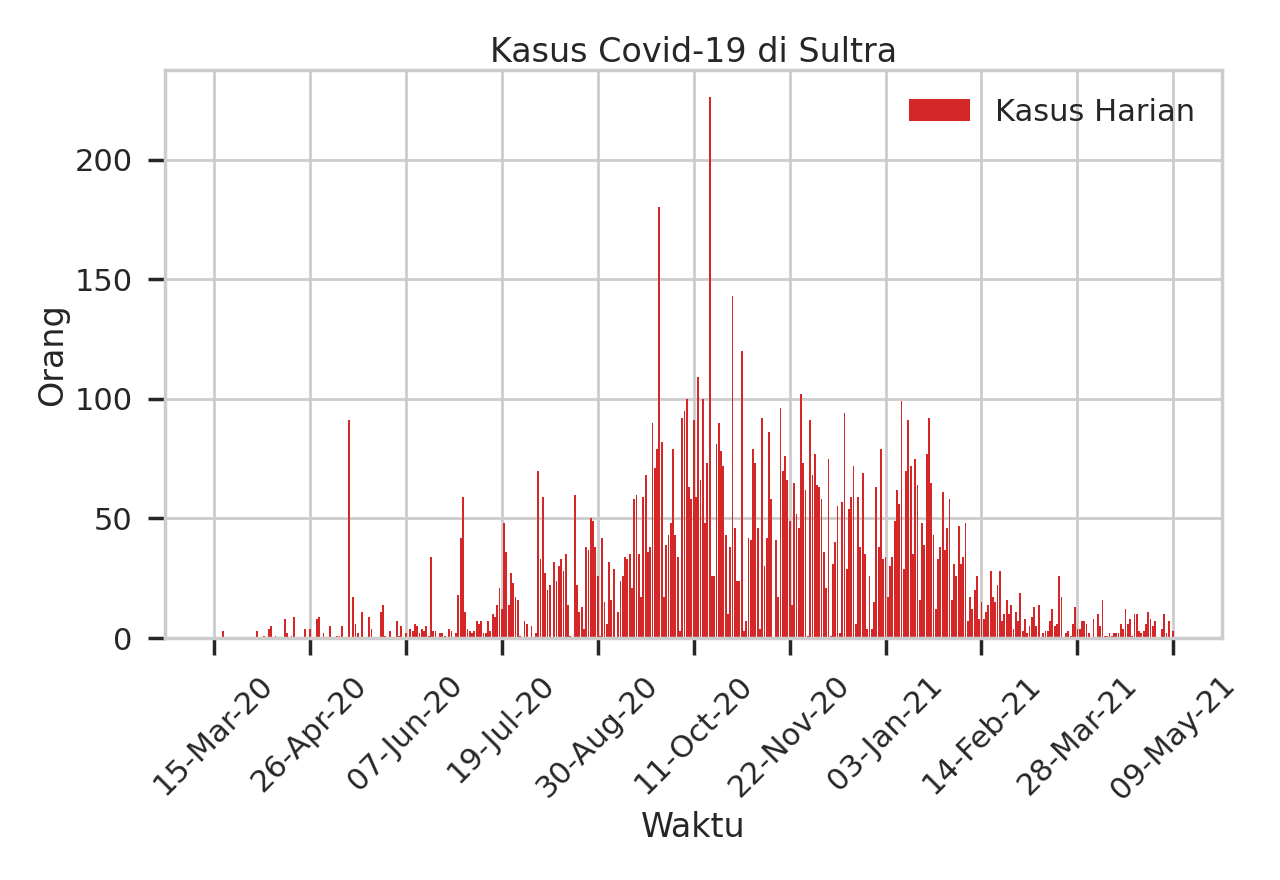 Kasus Covid-19 di Sultra
Kasus Harian
Orang
200
150
100
50
0
15-Mar-20
26-Apr-20
07-Jun-20
19-Jul-20
30-Aug-20
11-Oct-20
22-Nov-20
03-Jan-21
14-Feb-21
28-Mar-21
09-May-21
Waktu